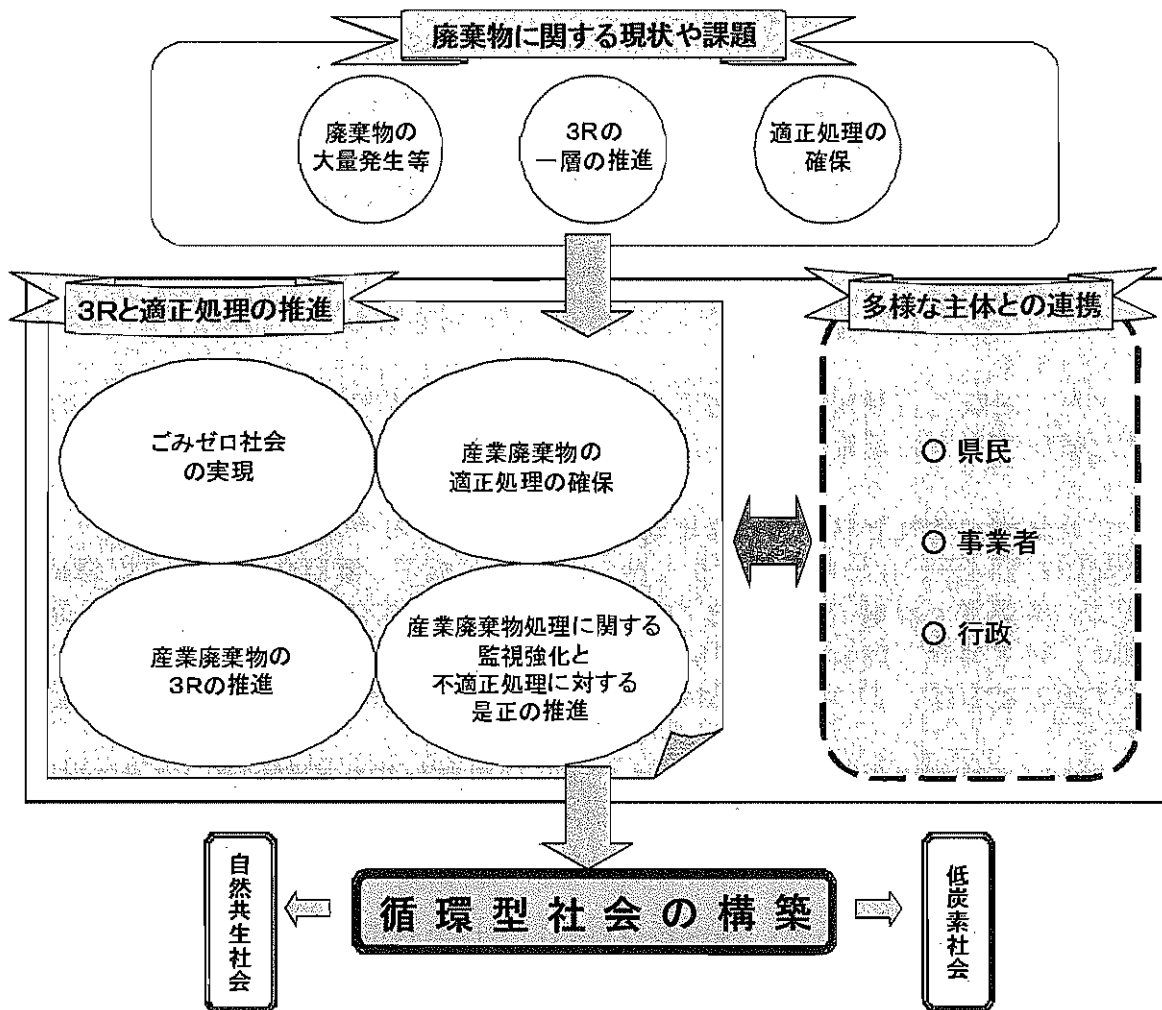 廃棄物に関する現状や課題
廃棄物の
大量発生等
3Rの
一層の推進
適正処理の
確保
3Rと適正処理の推進
多様な主体との連携
ごみゼロ社会
の実現
産業廃棄物の
適正処理の確保
産業廃棄物の
3Rの推進
産業廃棄物処理に関する
監視強化と
不適正処理に対する
是正の推進
○ 県民
○ 事業者
○ 行政
自然共生社会
循環型社会の構築
低炭素社会